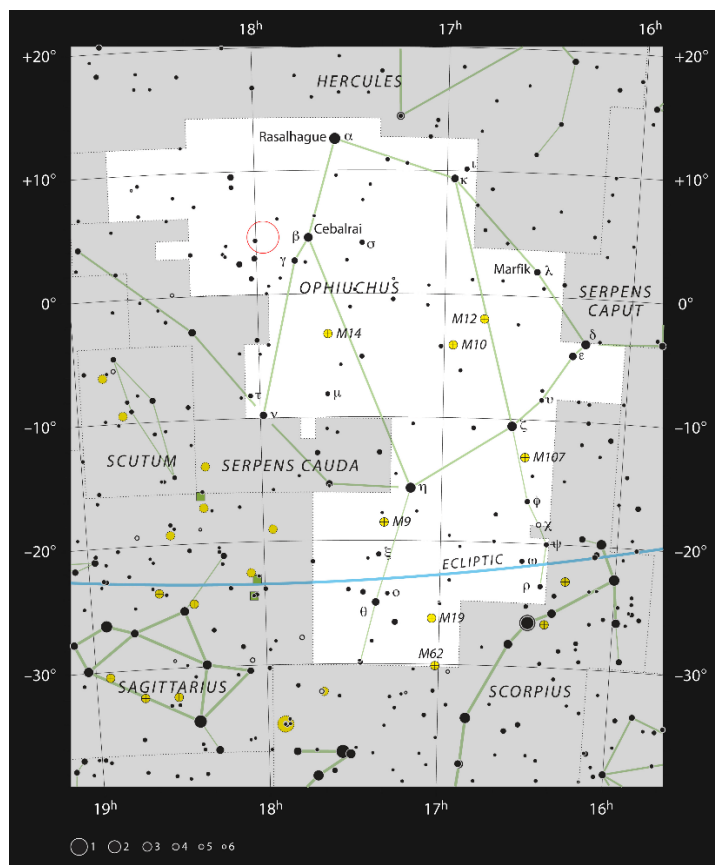 18ʰ 17ʰ 16ʰ
+20° +20°
HERCULES
Rasalhague α
ι
+10° κ +10°
Cebalrai
β σ
γ Marfik λ
OPHIUCHUS SERPENS
0° CAPUT 0°
M12
M14 M10 δ
ε
τ μ υ
ν ζ
−10° −10°
SCUTUM SERPENS CAUDA M107
η
M9 φ
χ
ξ ψ
−20° ECLIPTIC ω −20°
ο ρ
θ M19
M62
−30° SAGITTARIUS SCORPIUS −30°
19ʰ 18ʰ 17ʰ 16ʰ
1 2 3 4 5 6